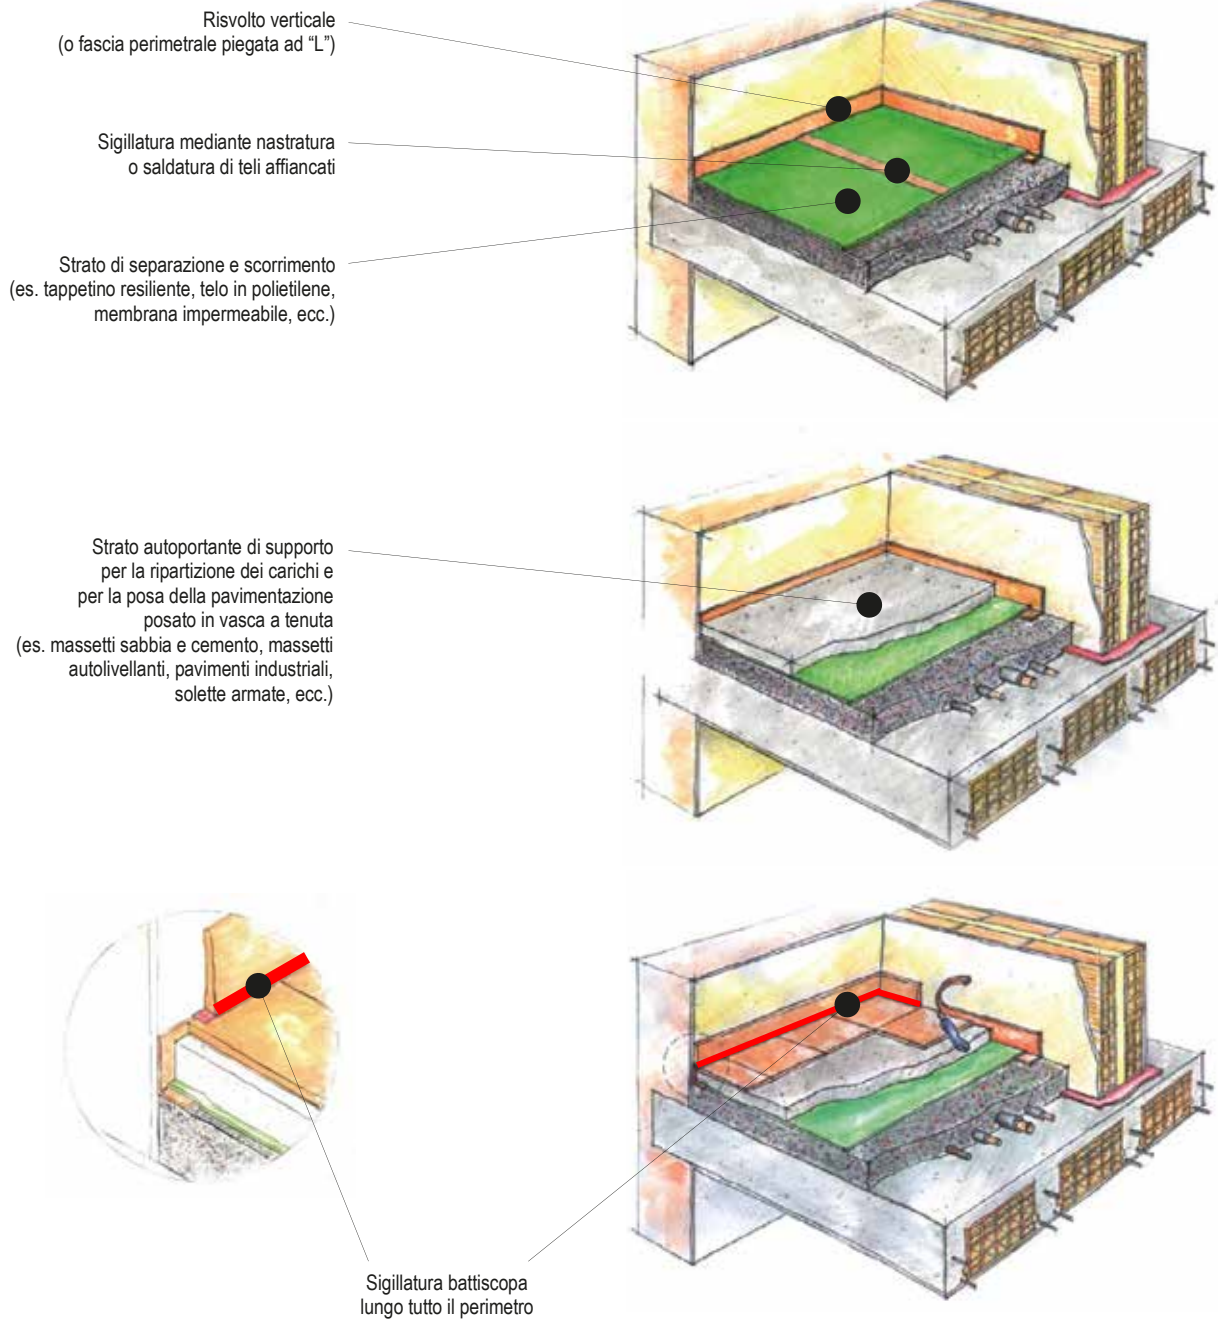 Risvolto verticale
(o fascia perimetrale piegata ad “L”)
Sigillatura mediante nastratura
o saldatura di teli affiancati
Strato di separazione e scorrimento
(es. tappetino resiliente, telo in polietilene,
membrana impermeabile, ecc.)
Strato autoportante di supporto
per la ripartizione dei carichi e
per la posa della pavimentazione
posato in vasca a tenuta
(es. massetti sabbia e cemento, massetti
autolivellanti, pavimenti industriali,
solette armate, ecc.)
Sigillatura battiscopa
lungo tutto il perimetro